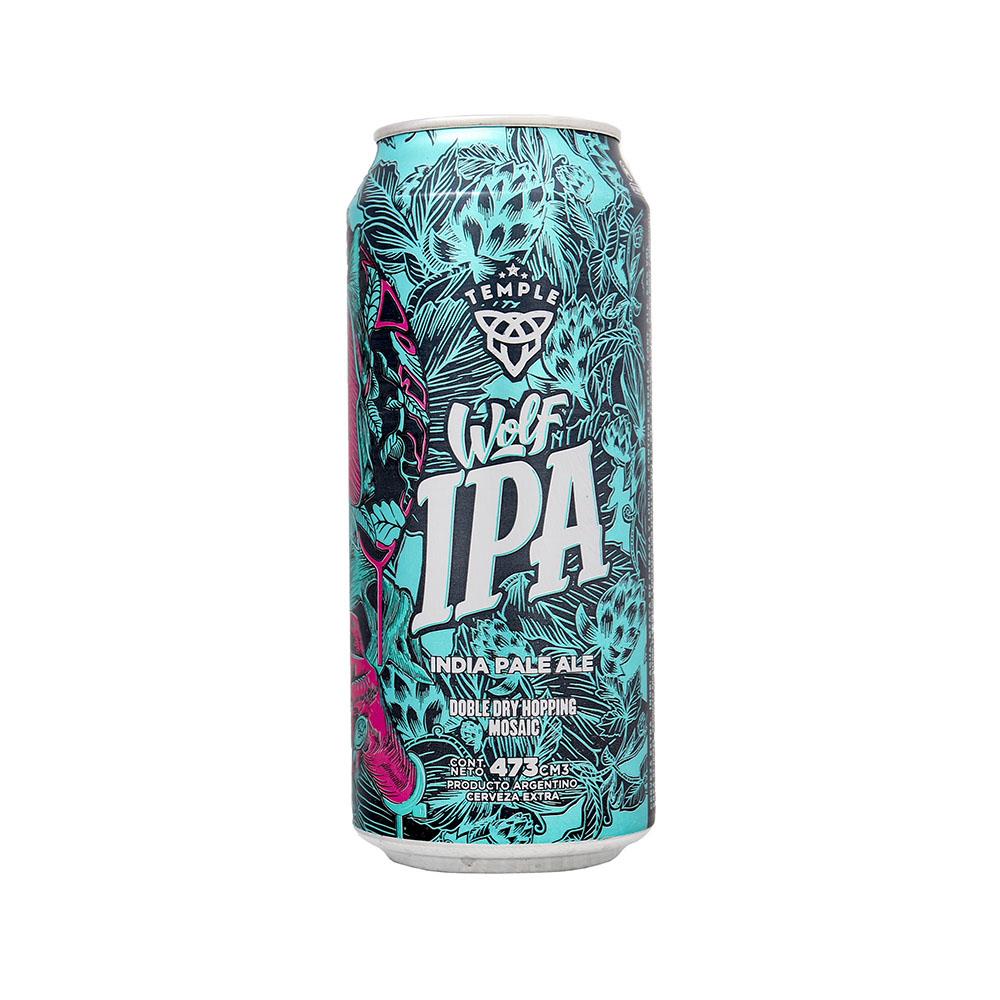 TEMPLE
Wolf
IPA
INDIA PALE ALE
DOBLE DRY HOPPING
MOSAIC
CONT. NETO 473 CM3
PRODUCTO ARGENTINO
CERVEZA EXTRA